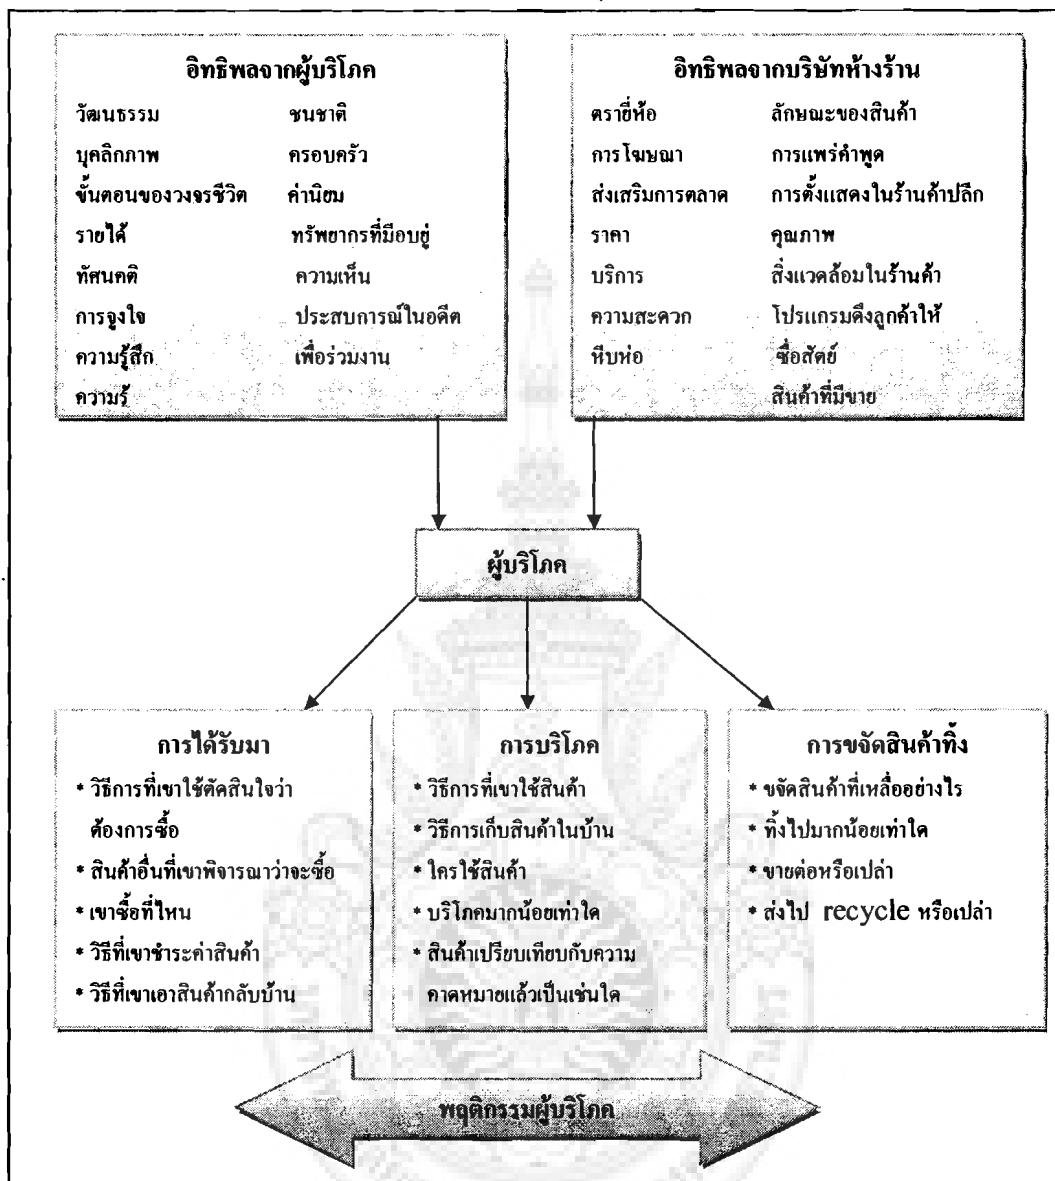 อิทธิพลจากผู้บริโภค
วัฒนธรรม ชนชาติ
บุคลิกภาพ ครอบครัว
ขั้นตอนของวงจรชีวิต ค่านิยม
รายได้ ทรัพยากรที่มีอบยู่
ทัศนคติ ความเห็น
การจูงใจ ประสบการณ์ในอดีต
ความรู้สึก เพื่อร่วมงาน
ความรู้
อิทธิพลจากบริษัทห้างร้าน
ตรายี่ห้อ ลักษณะของสินค้า
การโฆษณา การแพร่คำพูด
ส่งเสริมการตลาด การตั้งแสดงในร้านค้าปลีก
ราคา คุณภาพ
บริการ สิ่งแวดล้อมในร้านค้า
ความสะดวก โปรแกรมดึงลูกค้าให้
หีบห่อ ซื่อสัตย์
สินค้าที่มีขาย
ผู้บริโภค
การได้รับมา
* วิธีการที่เขาใช้ตัดสินใจว่า
ต้องการซื้อ
* สินค้าอื่นที่เขาพิจารณาว่าจะซื้อ
* เขาซื้อที่ไหน
* วิธีที่เขาชำระค่าสินค้า
* วิธีที่เขาเอาสินค้ากลับบ้าน
การบริโภค
* วิธีการที่เขาใช้สินค้า
* วิธีการเก็บสินค้าในบ้าน
* ใครใช้สินค้า
* บริโภคมากน้อยเท่าใด
* สินค้าเปรียบเทียบกับความ
คาดหมายแล้วเป็นเช่นใด
การขจัดสินค้าทิ้ง
* ขจัดสินค้าที่เหลืออย่างไร
* ทิ้งไปมากน้อยเท่าใด
* ขายต่อหรือเปล่า
* ส่งไป recycle หรือเปล่า
พฤติกรรมผู้บริโภค